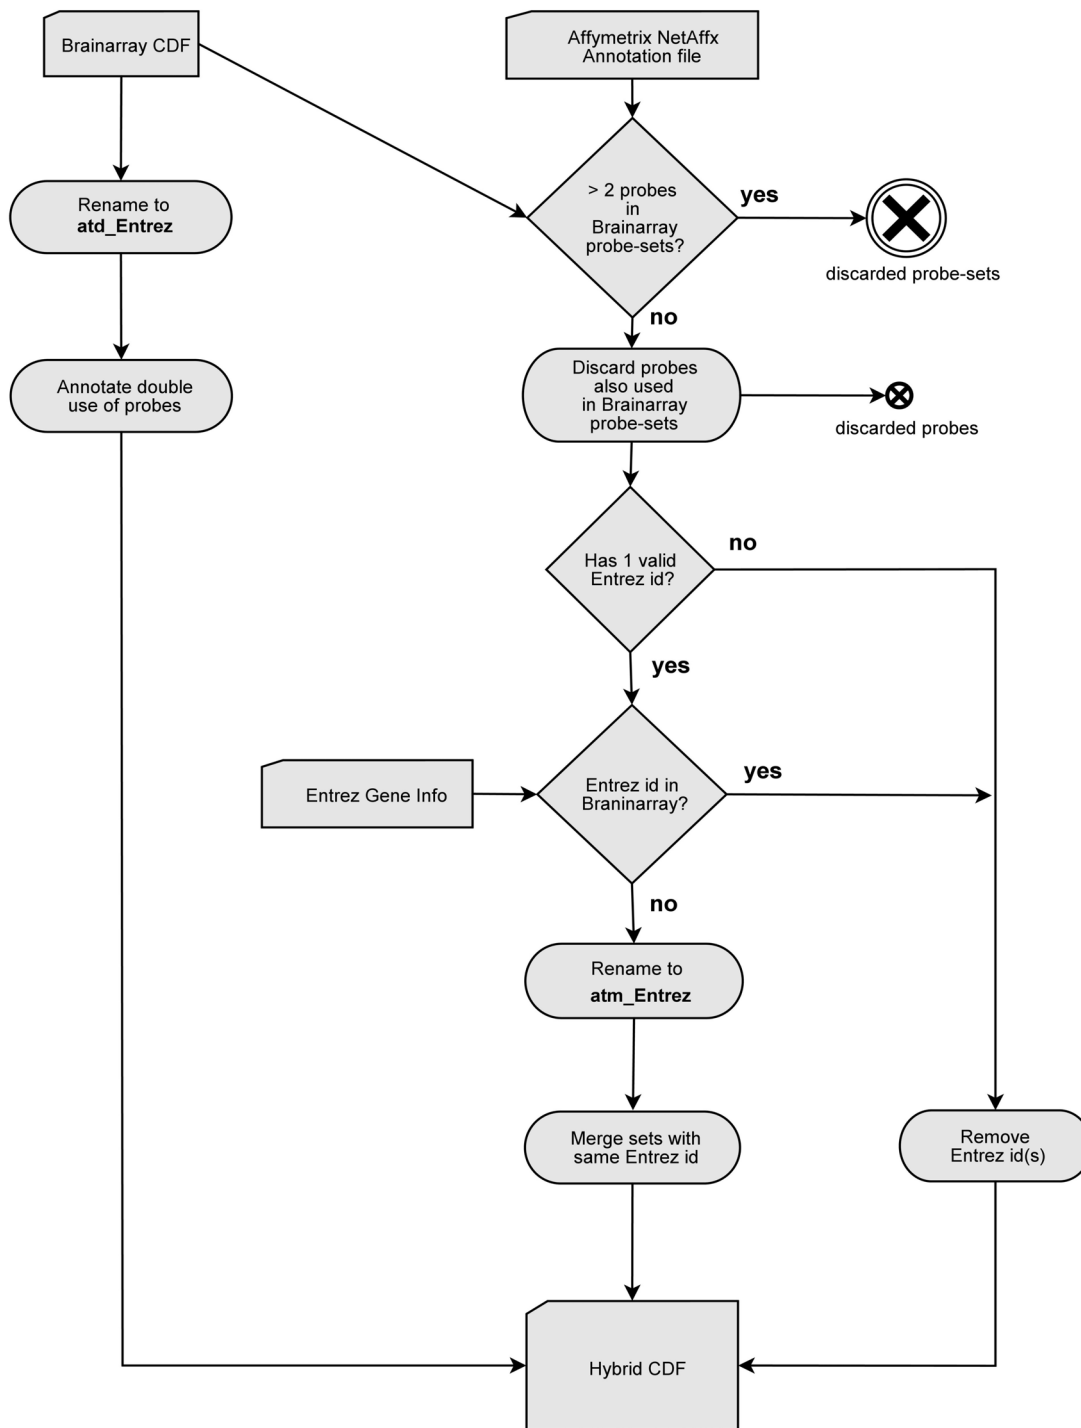 Brainarray CDF
Affymetrix NetAffx
Annotation file
Rename to
atd_Entrez
> 2 probes
in
Brainarray
probe-sets?
yes
discarded probe-sets
no
Annotate double
use of probes
Discard probes
also used
in Brainarray
probe-sets
discarded probes
Has 1 valid
Entrez id?
no
yes
Entrez Gene Info
Entrez id in
Braninarray?
yes
no
Rename to
atm_Entrez
Merge sets with
same Entrez id
Remove
Entrez id(s)
Hybrid CDF